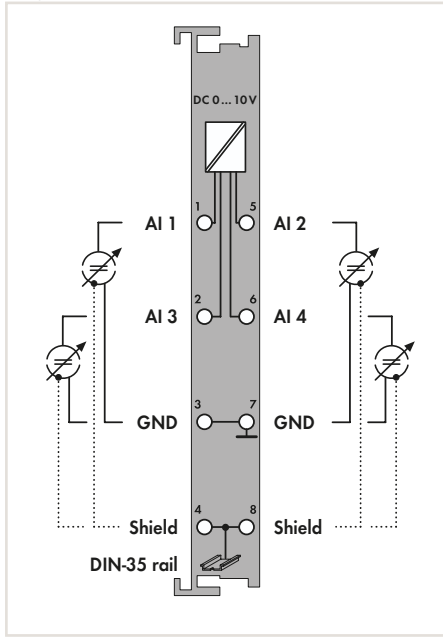 DC 0...10 V
1 5
AI 1 AI 2
2 6
AI 3 AI 4
3 7
GND GND
4 8
Shield Shield
DIN-35 rail